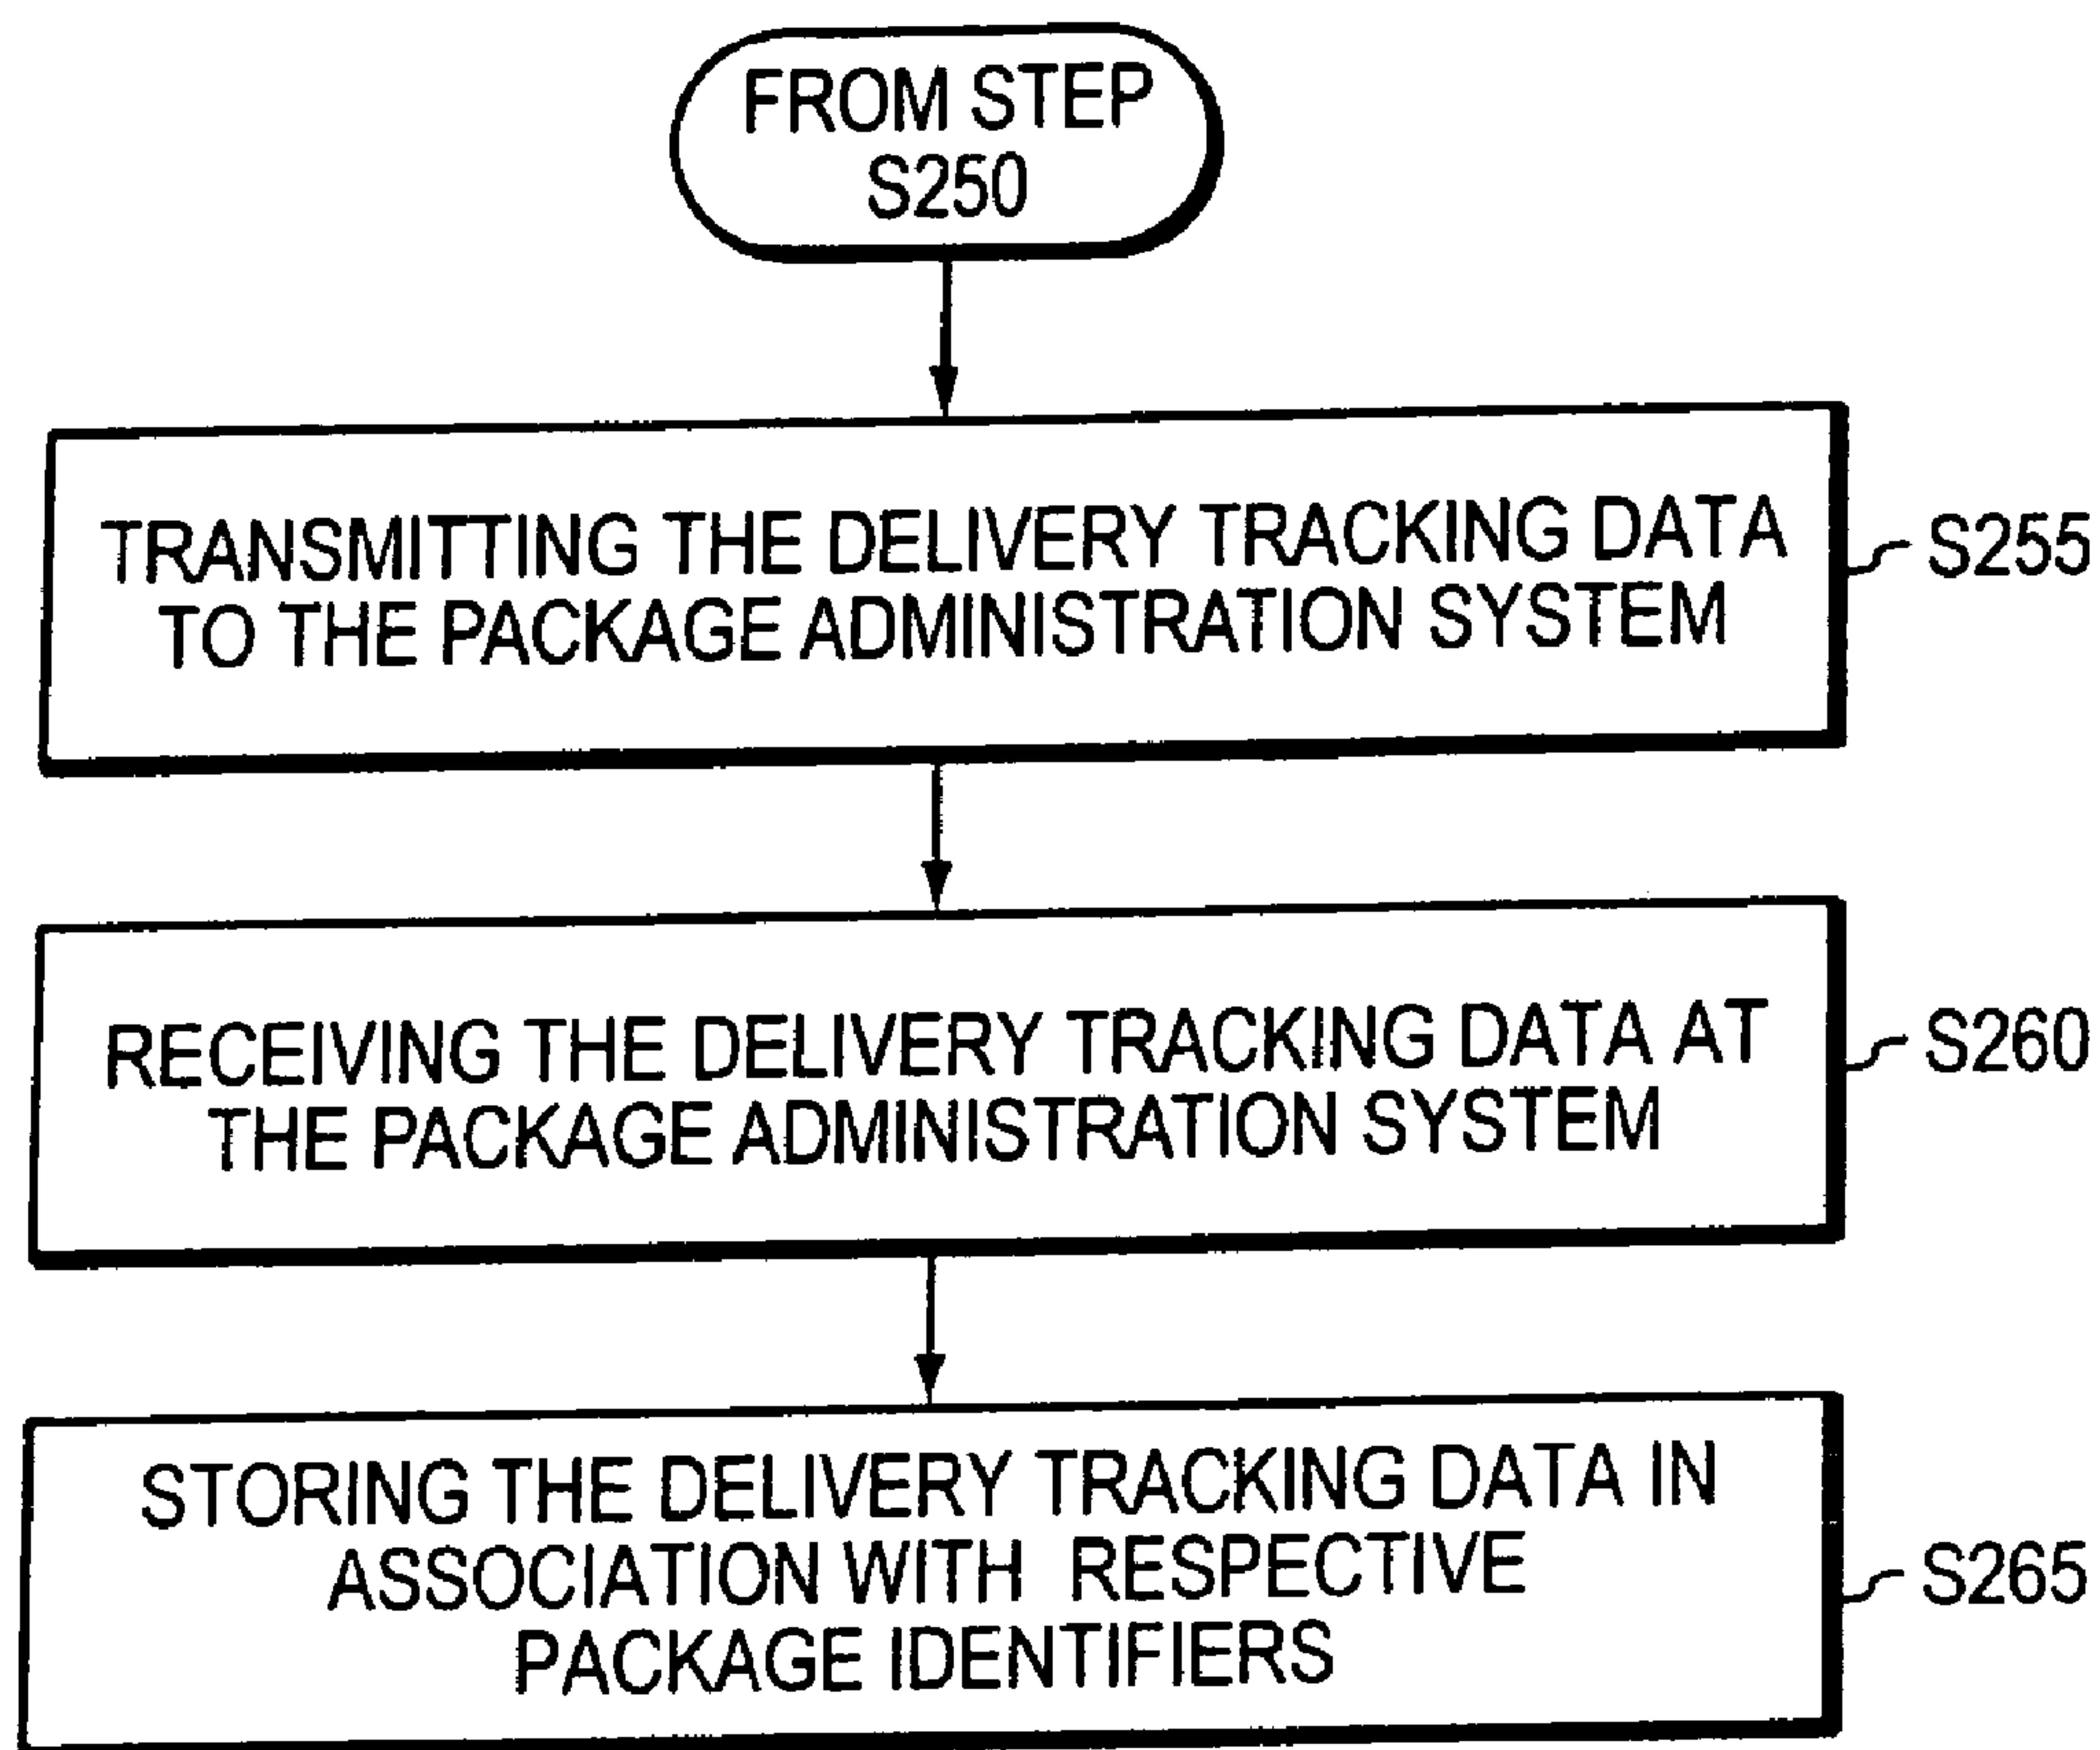 FROM STEP
S250
TRANSMITTING THE DELIVERY TRACKING DATA
TO THE PACKAGE ADMINISTRATION SYSTEM
S255
RECEIVING THE DELIVERY TRACKING DATA AT
THE PACKAGE ADMINISTRATION SYSTEM
S260
STORING THE DELIVERY TRACKING DATA IN
ASSOCIATION WITH RESPECTIVE
PACKAGE IDENTIFIERS
S265